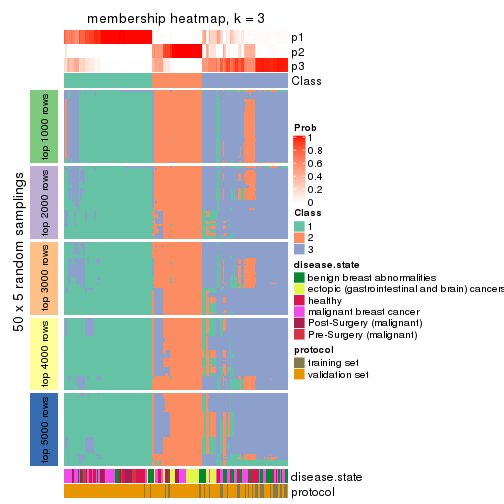 membership heatmap, k = 3
p1
p2
p3
Class
50 x 5 random samplings
top 1000 rows
top 2000 rows
top 3000 rows
top 4000 rows
top 5000 rows
Prob
1
0.8
0.6
0.4
0.2
0
Class
1
2
3
disease.state
benign breast abnormalities
ectopic (gastrointestinal and brain) cancers
healthy
malignant breast cancer
Post-Surgery (malignant)
Pre-Surgery (malignant)
protocol
training set
validation set
disease.state
protocol